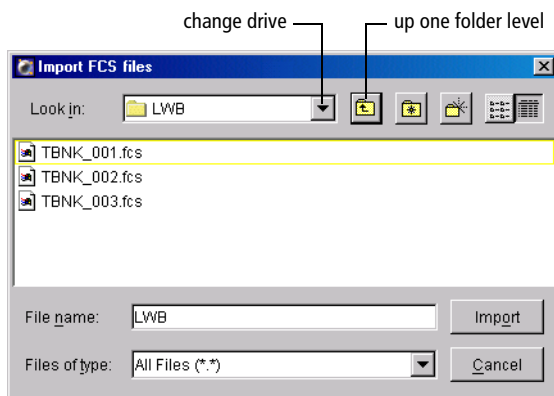 change drive
up one folder level
Import FCS files
Look in:
LWB
TBNK_001.fcs
TBNK_002.fcs
TBNK_003.fcs
File name:
LWB
Import
Files of type:
All Files (*.*)
Cancel